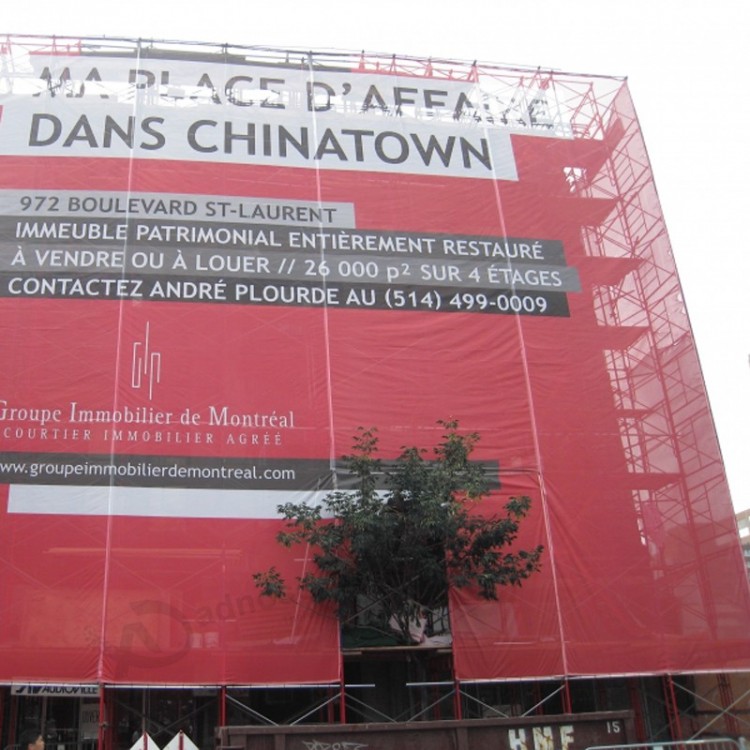 MA PLACE D'AFFAIRE
DANS CHINATOWN
972 BOULEVARD ST-LAURENT
IMMEUBLE PATRIMONIAL ENTIÈREMENT RESTAURÉ
À VENDRE OU À LOUER // 26 000 p² SUR 4 ÉTAGES
CONTACTEZ ANDRÉ PLOURDE AU (514) 499-0009
Groupe Immobilier de Montréal
COURTIER IMMOBILIER AGRÉÉ
www.groupeimmobilierdemontreal.com
AUDIOVILLE
15